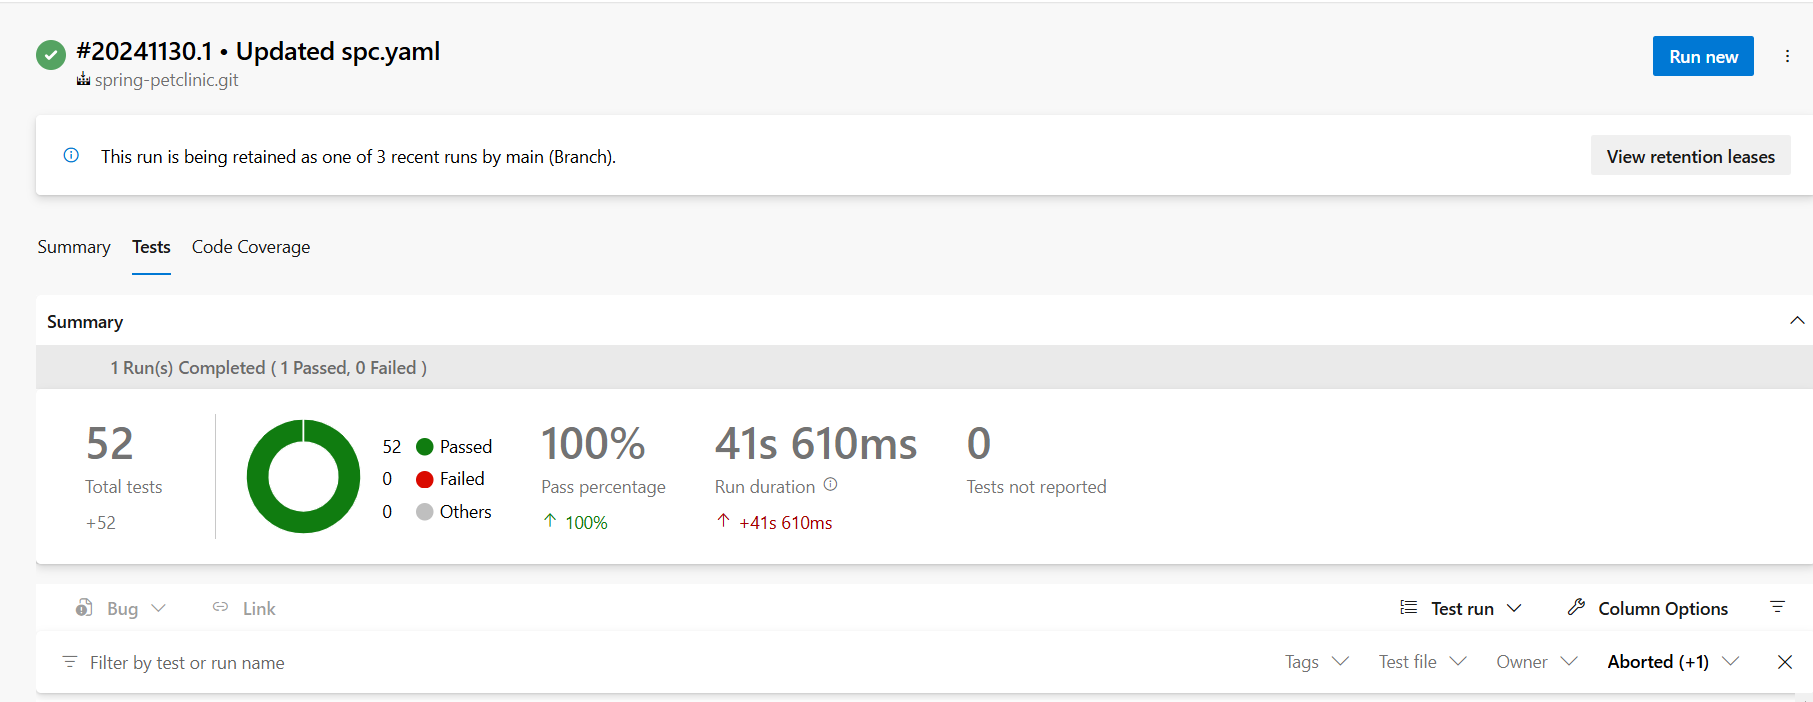 #20241130.1 • Updated spc.yaml
Run new
spring-petclinic.git
This run is being retained as one of 3 recent runs by main (Branch).
View retention leases
Summary Tests Code Coverage
Summary
1 Run(s) Completed ( 1 Passed, 0 Failed )
52
Total tests
+52
52 Passed
0 Failed
0 Others
100%
Pass percentage
100%
41s 610ms
Run duration
+41s 610ms
0
Tests not reported
Bug Link Test run Column Options
Filter by test or run name Tags Test file Owner Aborted (+1)